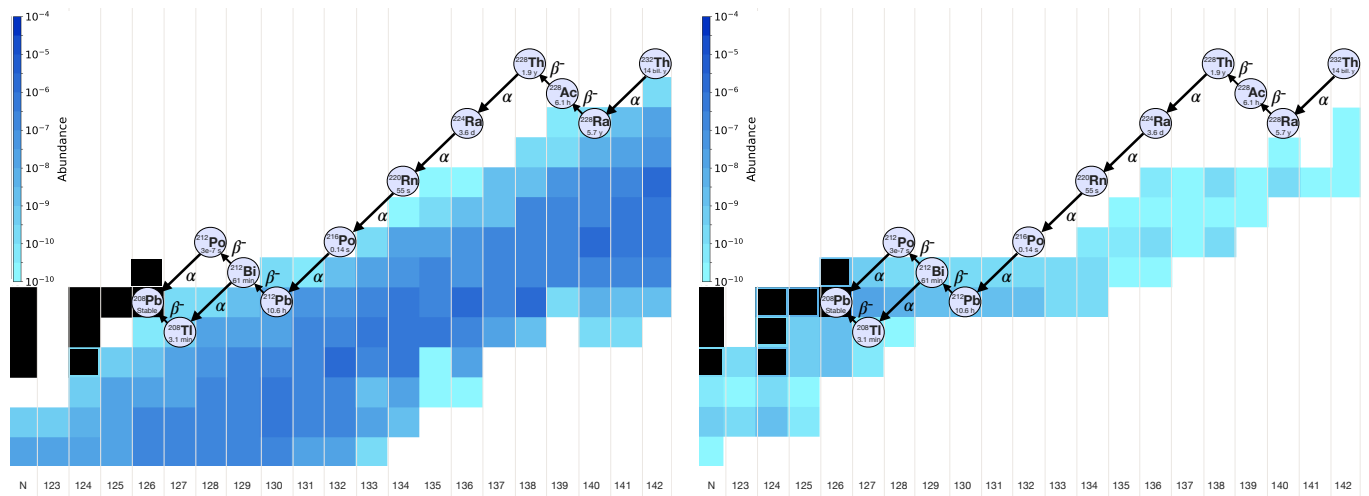 10⁻⁴
10⁻⁵
10⁻⁶
10⁻⁷
10⁻⁸
10⁻⁹
10⁻¹⁰
Abundance
²³²Th
14 bill. y
α
²²⁸Ra
5.7 y
β⁻
²²⁸Ac
6.1 h
β⁻
²²⁸Th
1.9 y
α
²²⁴Ra
3.6 d
α
²²⁰Rn
55 s
α
²¹⁶Po
0.14 s
α
²¹²Pb
10.6 h
β⁻
²¹²Bi
61 min
β⁻
²¹²Po
3e-7 s
α
α
²⁰⁸Tl
3.1 min
β⁻
²⁰⁸Pb
Stable
N 123 124 125 126 127 128 129 130 131 132 133 134 135 136 137 138 139 140 141 142
10⁻⁴
10⁻⁵
10⁻⁶
10⁻⁷
10⁻⁸
10⁻⁹
10⁻¹⁰
Abundance
²³²Th
14 bill. y
α
²²⁸Ra
5.7 y
β⁻
²²⁸Ac
6.1 h
β⁻
²²⁸Th
1.9 y
α
²²⁴Ra
3.6 d
α
²²⁰Rn
55 s
α
²¹⁶Po
0.14 s
α
²¹²Pb
10.6 h
β⁻
²¹²Bi
61 min
β⁻
²¹²Po
3e-7 s
α
α
²⁰⁸Tl
3.1 min
β⁻
²⁰⁸Pb
Stable
N 123 124 125 126 127 128 129 130 131 132 133 134 135 136 137 138 139 140 141 142